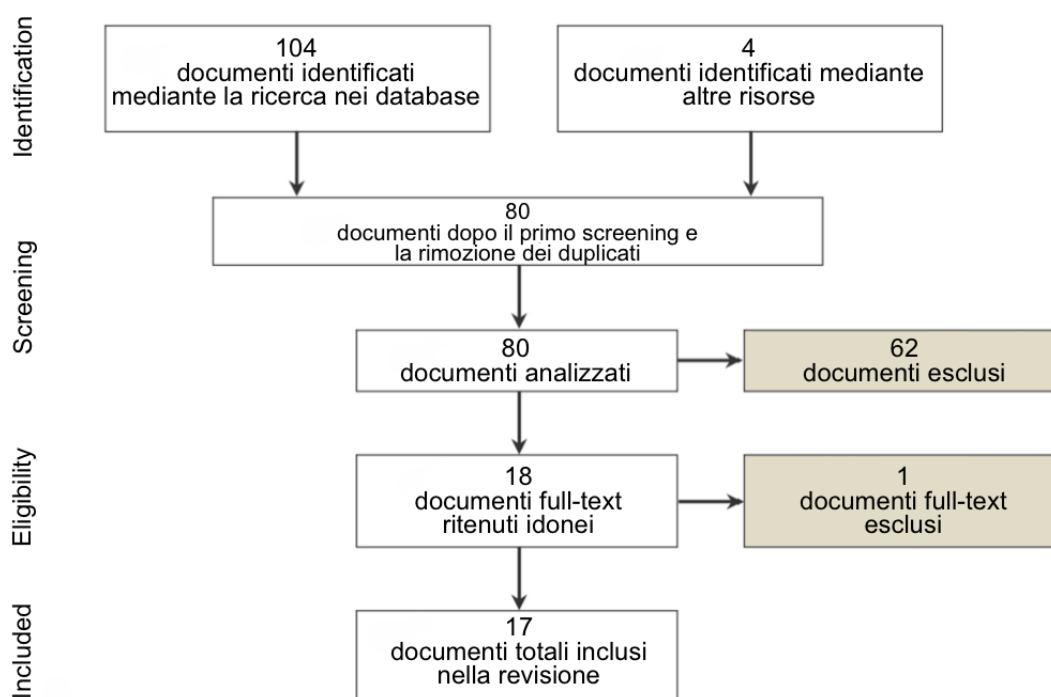 Identification
104
documenti identificati
mediante la ricerca nei database
4
documenti identificati mediante
altre risorse
80
documenti dopo il primo screening e
la rimozione dei duplicati
Screening
80
documenti analizzati
62
documenti esclusi
Eligibility
18
documenti full-text
ritenuti idonei
1
documenti full-text
esclusi
Included
17
documenti totali inclusi
nella revisione